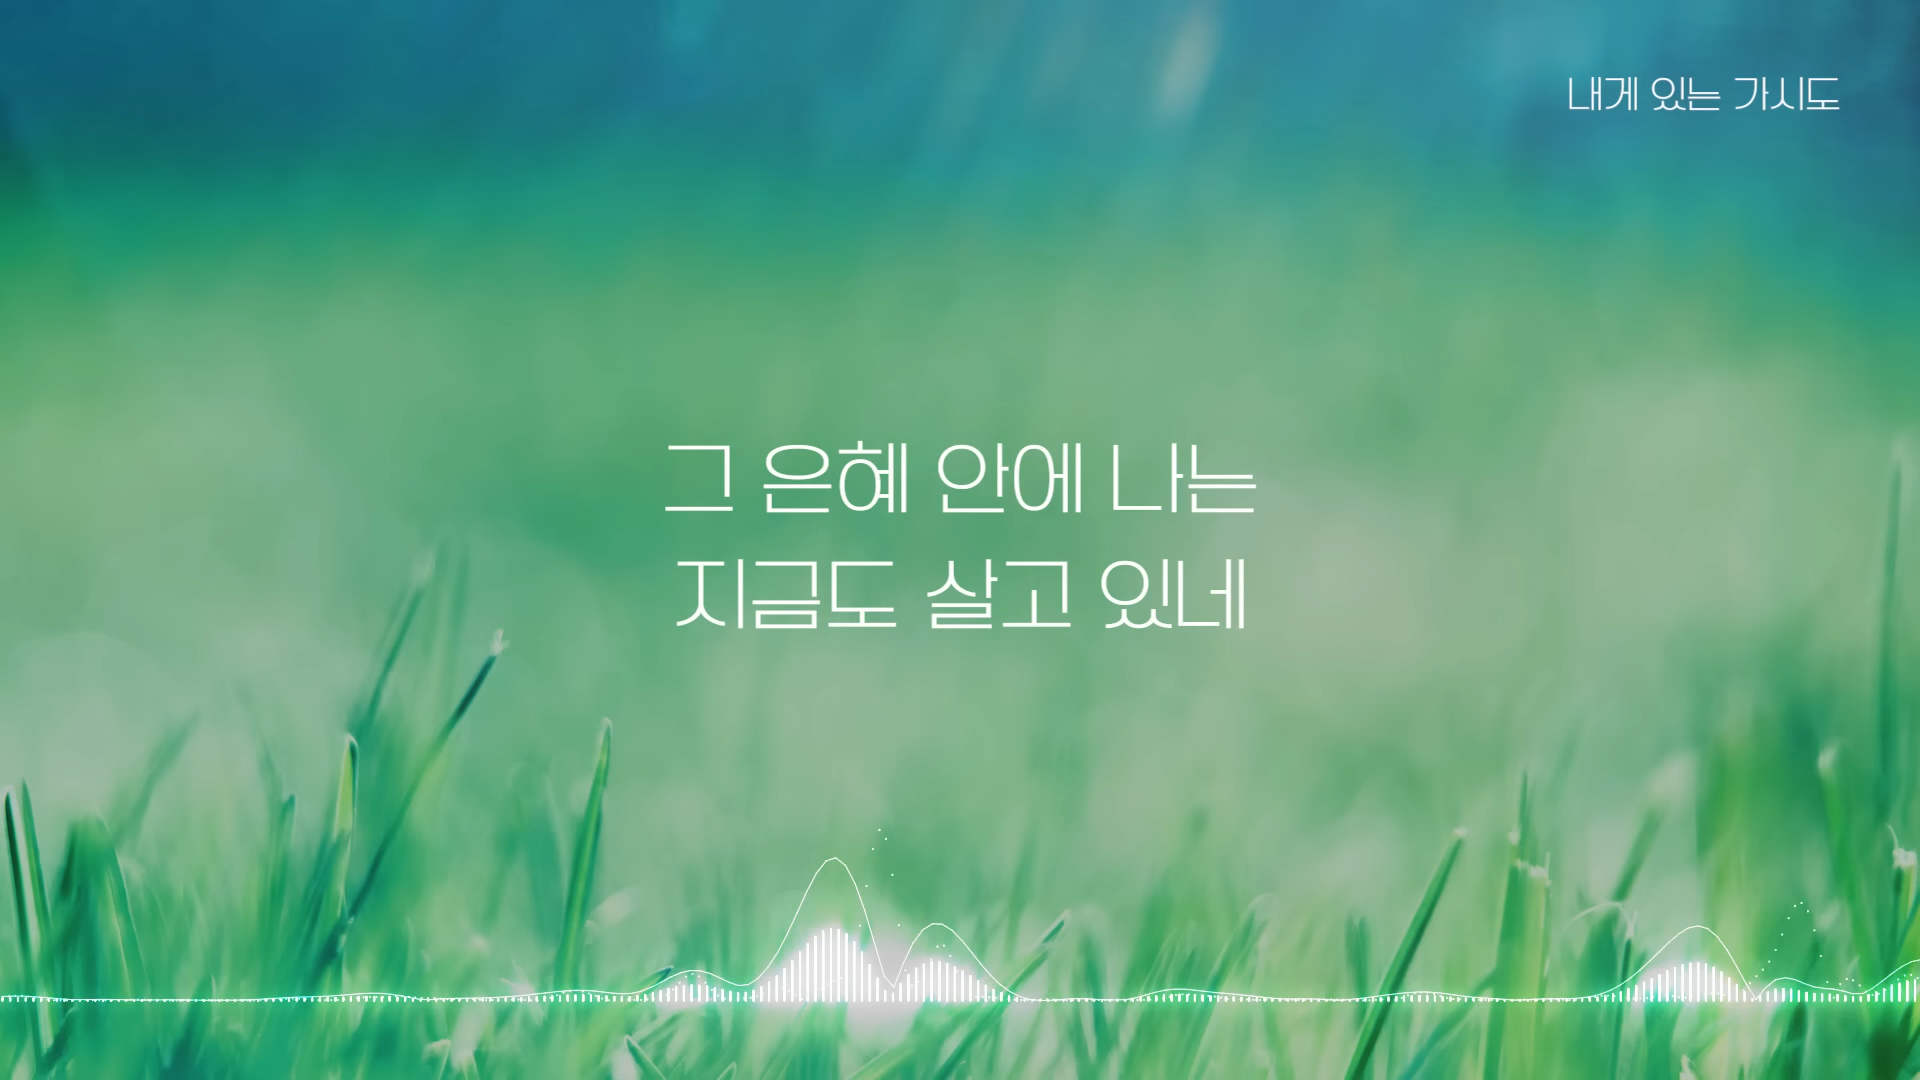 내게 있는 가시도
그 은혜 안에 나는
지금도 살고 있네